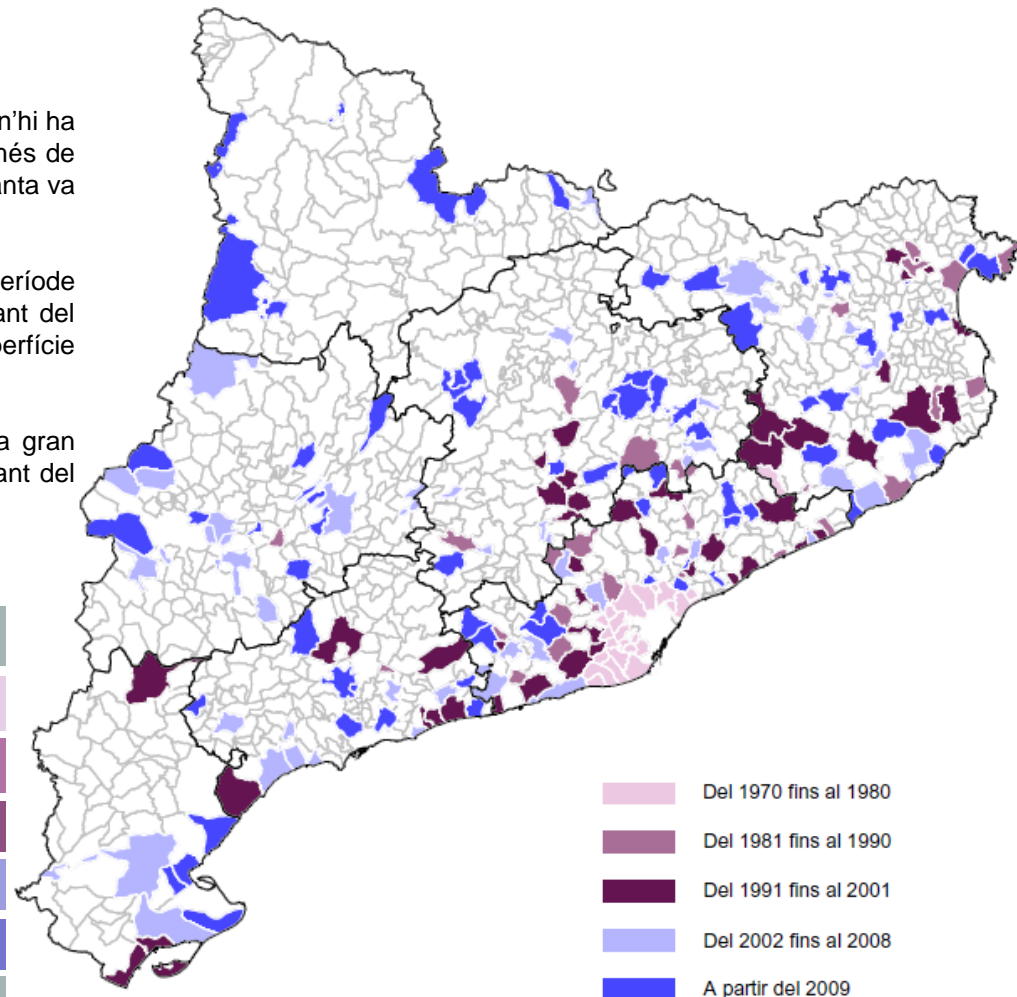 n'hi ha
nés de
anta va
eríode
ant del
perfície
a gran
ant del
Del 1970 fins al 1980
Del 1981 fins al 1990
Del 1991 fins al 2001
Del 2002 fins al 2008
A partir del 2009